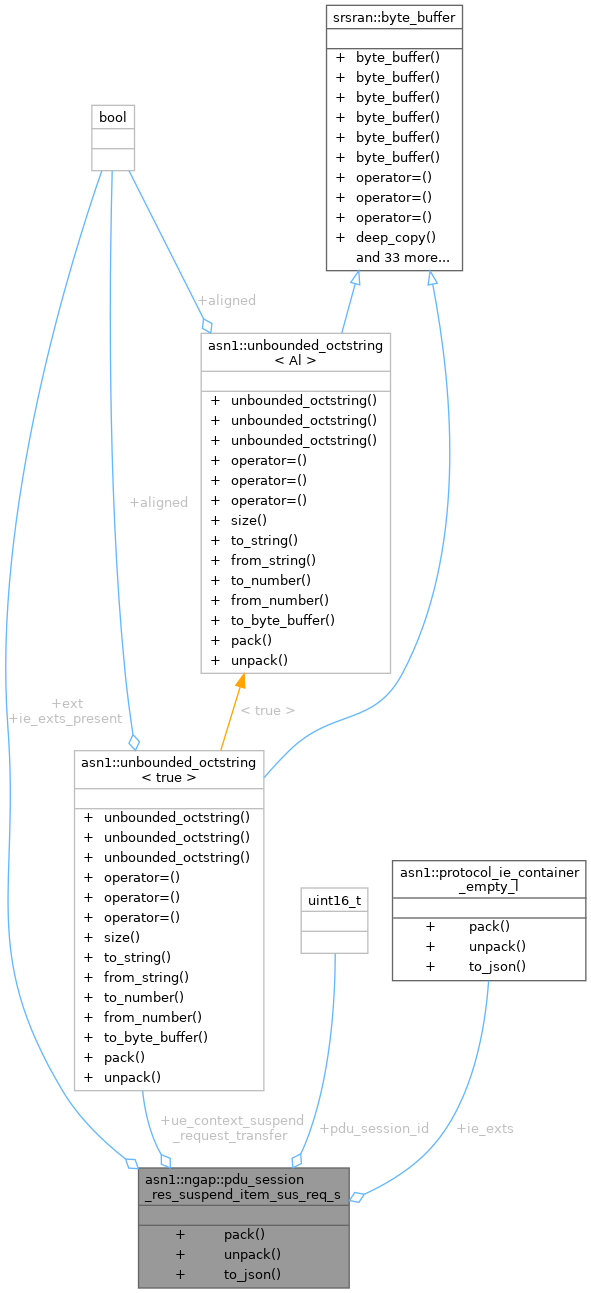 srsran::byte_buffer
+ byte_buffer()
+ byte_buffer()
+ byte_buffer()
+ byte_buffer()
+ byte_buffer()
+ byte_buffer()
+ operator=()
+ operator=()
+ operator=()
+ deep_copy()
and 33 more...
bool
+aligned
asn1::unbounded_octstring
< Al >
+ unbounded_octstring()
+ unbounded_octstring()
+ unbounded_octstring()
+ operator=()
+ operator=()
+ operator=()
+ size()
+ to_string()
+ from_string()
+ to_number()
+ from_number()
+ to_byte_buffer()
+ pack()
+ unpack()
+aligned
+ext
+ie_exts_present
< true >
asn1::unbounded_octstring
< true >
+ unbounded_octstring()
+ unbounded_octstring()
+ unbounded_octstring()
+ operator=()
+ operator=()
+ operator=()
+ size()
+ to_string()
+ from_string()
+ to_number()
+ from_number()
+ to_byte_buffer()
+ pack()
+ unpack()
uint16_t
asn1::protocol_ie_container
_empty_l
+ pack()
+ unpack()
+ to_json()
+ue_context_suspend
_request_transfer
+pdu_session_id
+ie_exts
asn1::ngap::pdu_session
_res_suspend_item_sus_req_s
+ pack()
+ unpack()
+ to_json()